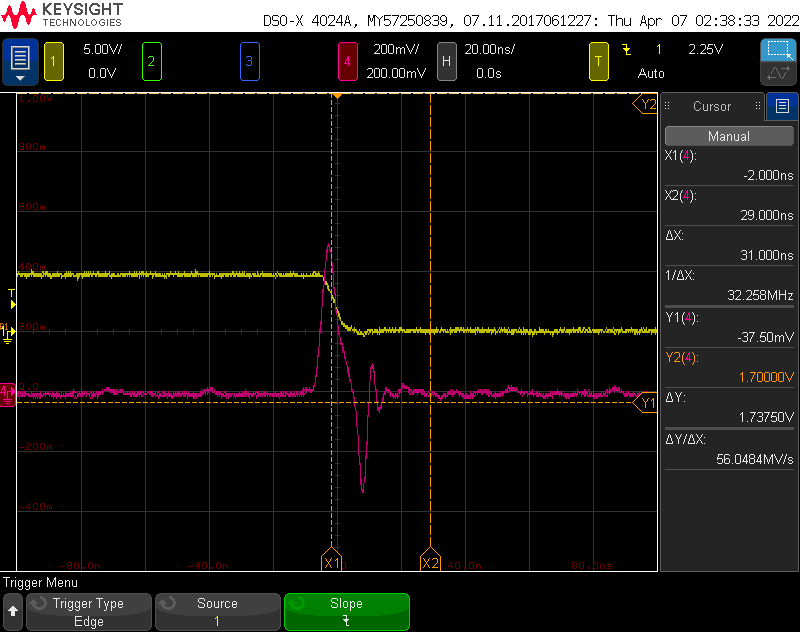 KEYSIGHT
TECHNOLOGIES
DSO-X 4024A, MY57250839, 07.11.2017061227: Thu Apr 07 02:38:33 2022
1 5.00V/ 2 3 4 200mV/ H 20.00ns/ T 1 2.25V
0.0V 200.00mV 0.0s Auto
1.00V
800m
600m
400m
200m
0.0
-200m
-400m
-80.0n -40.0n 40.0n 80.0ns
T
4
Y2
Y1
X1 X2
Cursor
Manual
X1(4):
-2.000ns
X2(4):
29.000ns
ΔX:
31.000ns
1/ΔX:
32.258MHz
Y1(4):
-37.50mV
Y2(4):
1.70000V
ΔY:
1.73750V
ΔY/ΔX:
56.0484MV/s
Trigger Menu
Trigger Type
Edge
Source
1
Slope